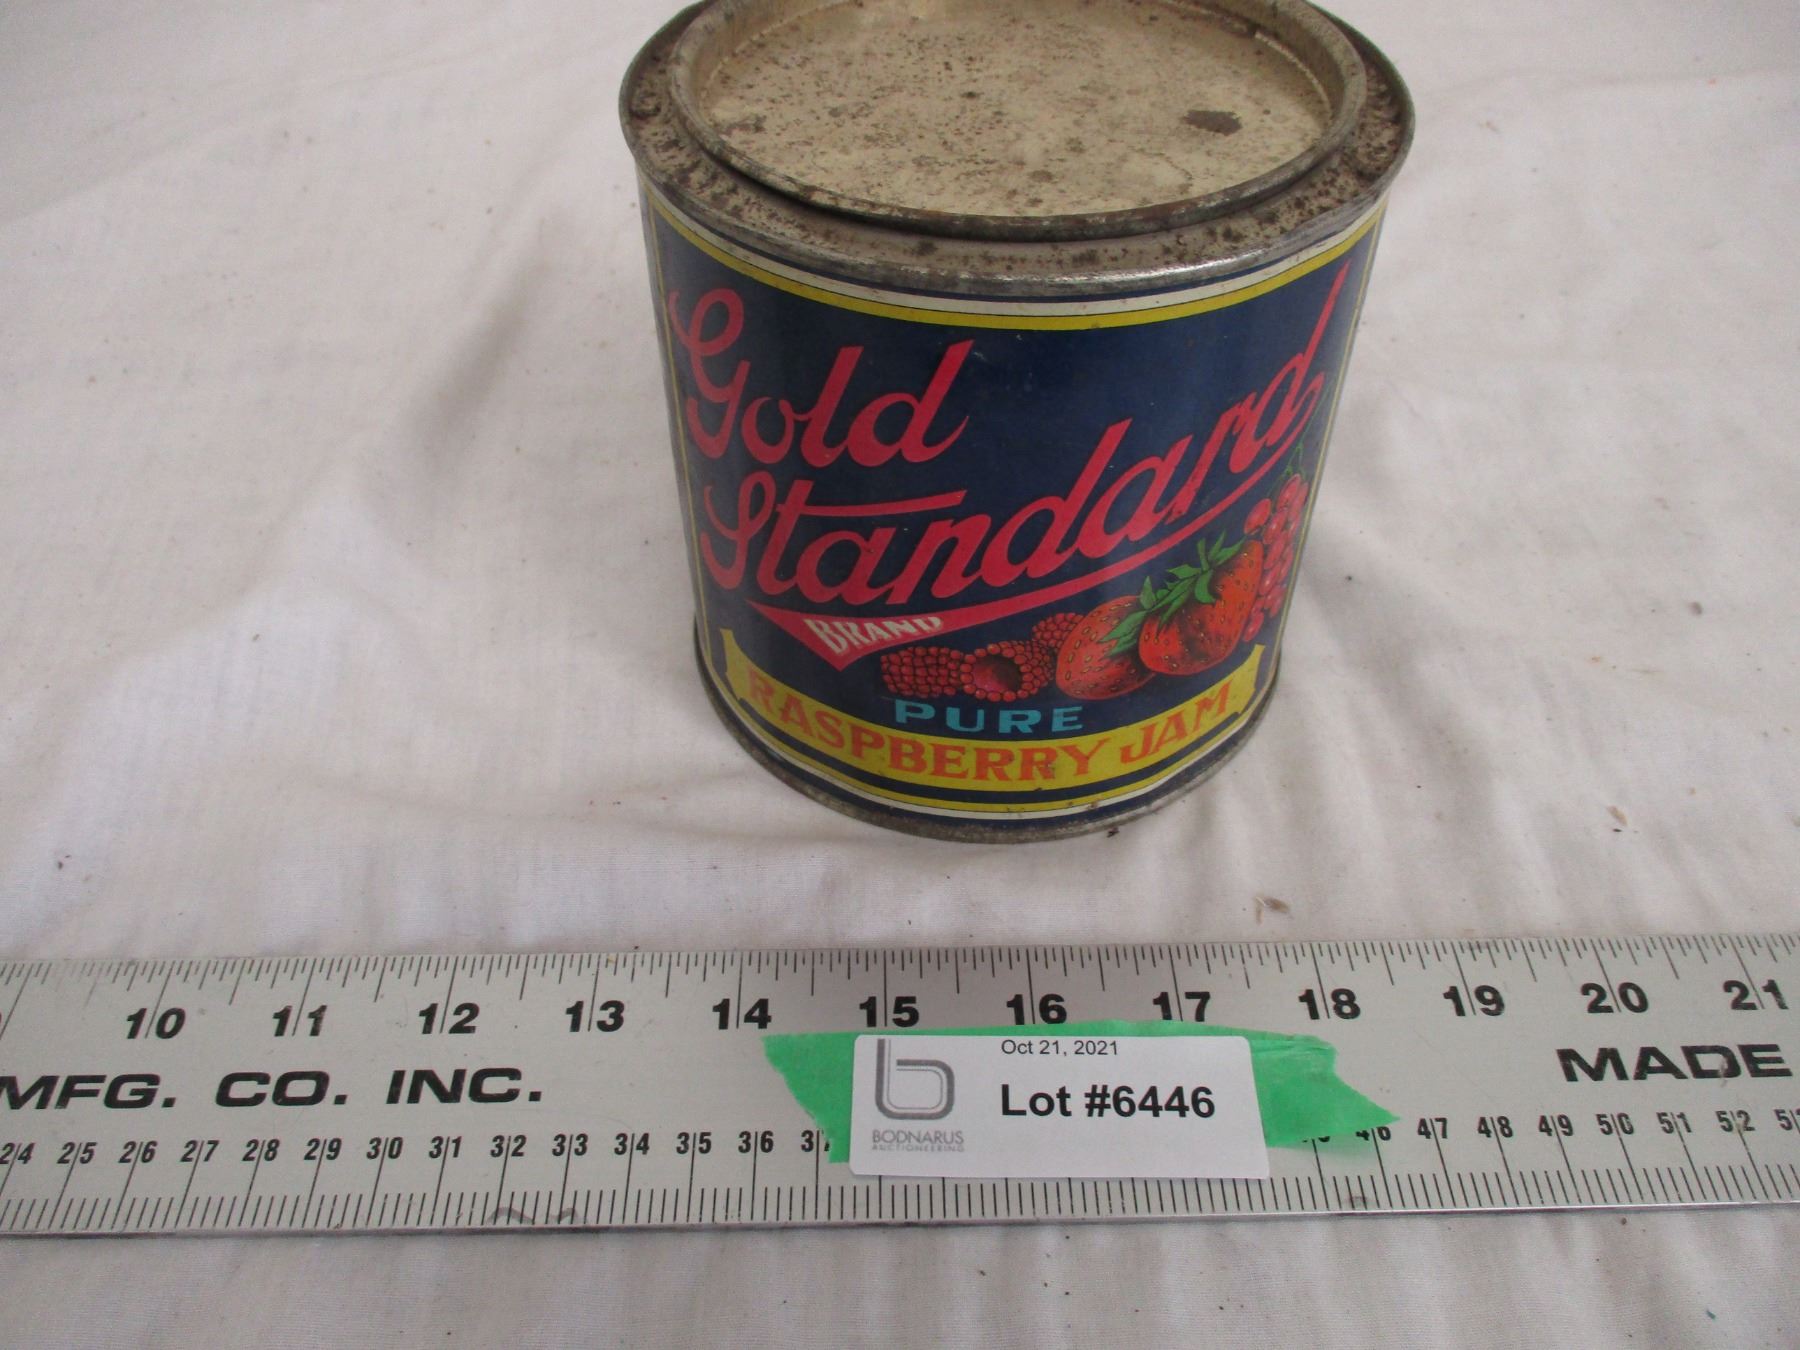 Gold
Standard
BRAND
PURE
RASPBERRY JAM
10 11 12 13 14 15 16 17 18 19 20 21
MFG. CO. INC.
MADE
Oct 21, 2021
Lot #6446
BODNARUS
AUCTIONEERING
24 25 26 27 28 29 30 31 32 33 34 35 36 46 47 48 49 50 51 52